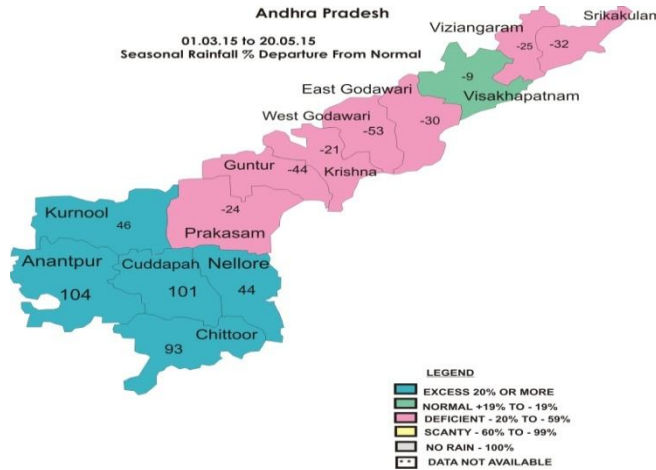 Andhra Pradesh
01.03.15 to 20.05.15
Seasonal Rainfall % Departure From Normal
Srikakulam
Viziangaram
-32
-25
-9
Visakhapatnam
East Godawari
-30
West Godawari
-53
-21
Guntur
-44
Krishna
-24
Prakasam
Kurnool
46
Anantpur
Cuddapah
Nellore
104
101
44
Chittoor
93
LEGEND
EXCESS 20% OR MORE
NORMAL +19% TO - 19%
DEFICIENT - 20% TO - 59%
SCANTY - 60% TO - 99%
NO RAIN - 100%
** DATA NOT AVAILABLE